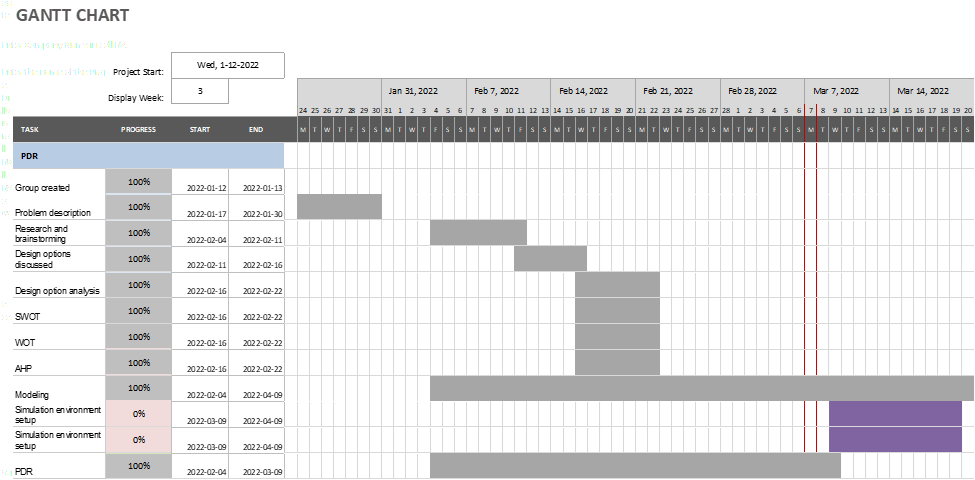 GANTT CHART
Project Start: Wed, 1-12-2022
Display Week: 3
Jan 31, 2022 Feb 7, 2022 Feb 14, 2022 Feb 21, 2022 Feb 28, 2022 Mar 7, 2022 Mar 14, 2022
24 25 26 27 28 29 30 31 1 2 3 4 5 6 7 8 9 10 11 12 13 14 15 16 17 18 19 20 21 22 23 24 25 26 27 28 1 2 3 4 5 6 7 8 9 10 11 12 13 14 15 16 17 18 19 20
TASK PROGRESS START END M T W T F S S M T W T F S S M T W T F S S M T W T F S S M T W T F S S M T W T F S S M T W T F S S M T W T F S S
PDR
Group created 100% 2022-01-12 2022-01-13
Problem description 100% 2022-01-17 2022-01-30
Research and
brainstorming 100% 2022-02-04 2022-02-11
Design options
discussed 100% 2022-02-11 2022-02-16
Design option analysis 100% 2022-02-16 2022-02-22
SWOT 100% 2022-02-16 2022-02-22
WOT 100% 2022-02-16 2022-02-22
AHP 100% 2022-02-16 2022-02-22
Modeling 100% 2022-02-04 2022-04-09
Simulation environment
setup 0% 2022-03-09 2022-04-09
Simulation environment
setup 0% 2022-03-09 2022-04-09
PDR 100% 2022-02-04 2022-03-09